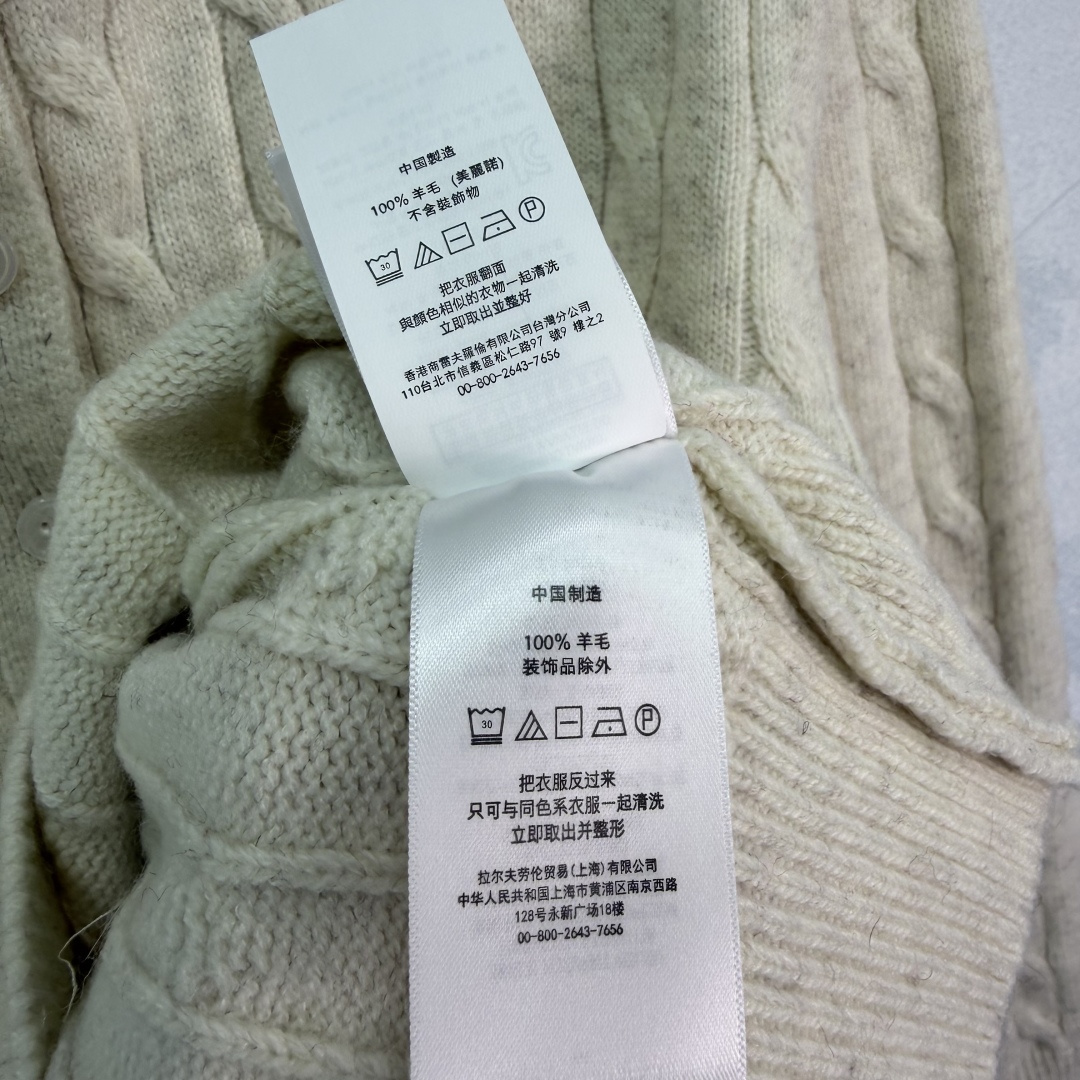 中国製造
100% 羊毛 (美麗諾)
不含裝飾物
30
P
把衣服翻面
與顏色相似的衣物一起清洗
立即取出並整好
香港商雷夫羅倫有限公司台灣分公司
110台北市信義區松仁路97 號9 樓之2
00-800-2643-7656
中国制造
100% 羊毛
装饰品除外
30
P
把衣服反过来
只可与同色系衣服一起清洗
立即取出并整形
拉尔夫劳伦贸易(上海)有限公司
中华人民共和国上海市黄浦区南京西路
128号永新广场18楼
00-800-2643-7656